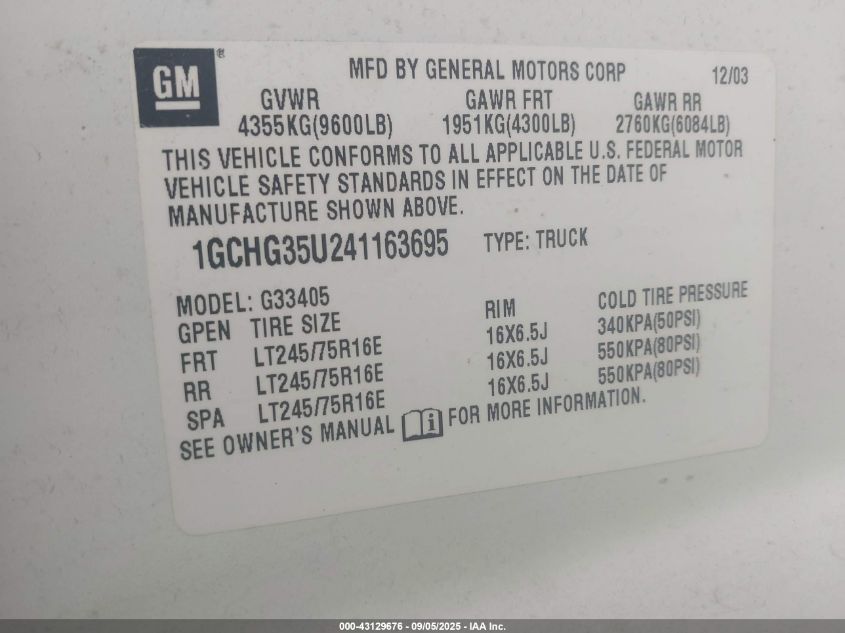 GM
MFD BY GENERAL MOTORS CORP 12/03
GVWR GAWR FRT GAWR RR
4355KG(9600LB) 1951KG(4300LB) 2760KG(6084LB)
THIS VEHICLE CONFORMS TO ALL APPLICABLE U.S. FEDERAL MOTOR
VEHICLE SAFETY STANDARDS IN EFFECT ON THE DATE OF
MANUFACTURE SHOWN ABOVE.
1GCHG35U241163695 TYPE: TRUCK
MODEL: G33405
GPEN TIRE SIZE RIM COLD TIRE PRESSURE
FRT LT245/75R16E 16X6.5J 340KPA(50PSI)
RR LT245/75R16E 16X6.5J 550KPA(80PSI)
SPA LT245/75R16E 16X6.5J 550KPA(80PSI)
SEE OWNER'S MANUAL i FOR MORE INFORMATION.
000-43129676 - 09/05/2025 - IAA Inc.